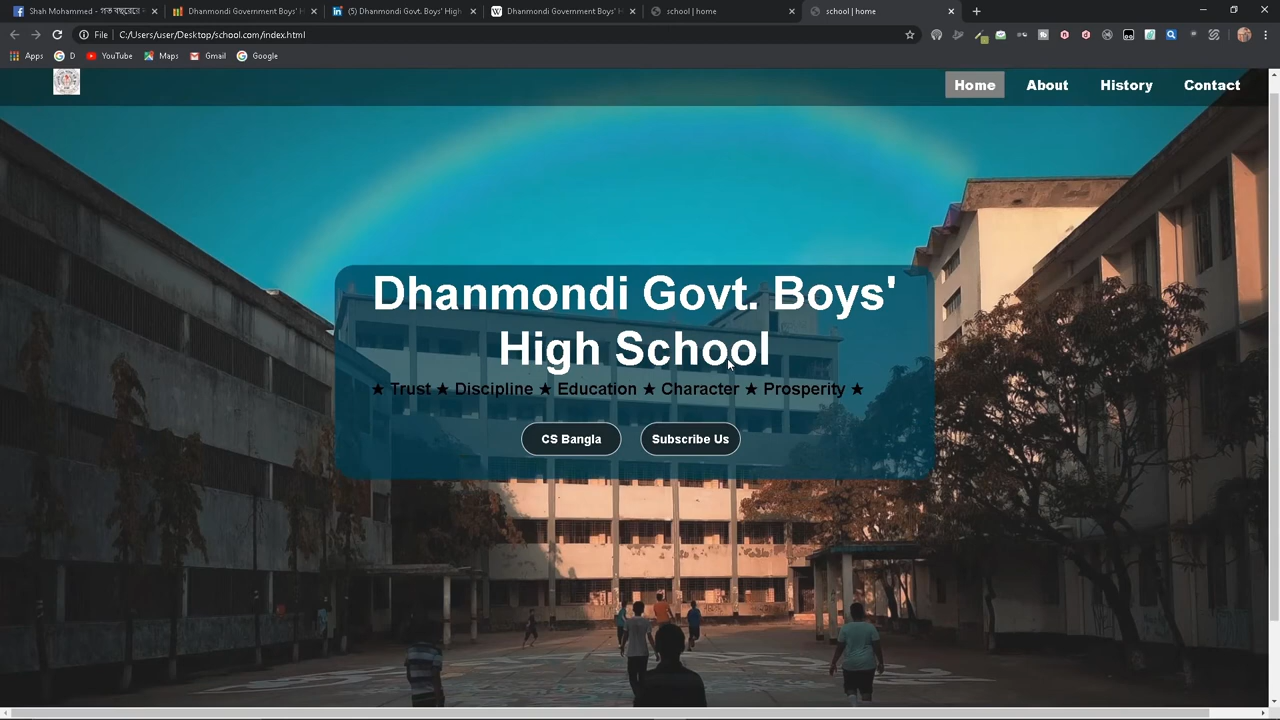 Shah Mohammed - গত বছরের
Dhanmondi Government Boys' H
(5) Dhanmondi Govt. Boys' High
Dhanmondi Government Boys' H
school | home
school | home
File | C:/Users/user/Desktop/school.com/index.html
Apps
D
YouTube
Maps
Gmail
Google
Home
About
History
Contact
Dhanmondi Govt. Boys'
High School
★ Trust ★ Discipline ★ Education ★ Character ★ Prosperity ★
CS Bangla
Subscribe Us